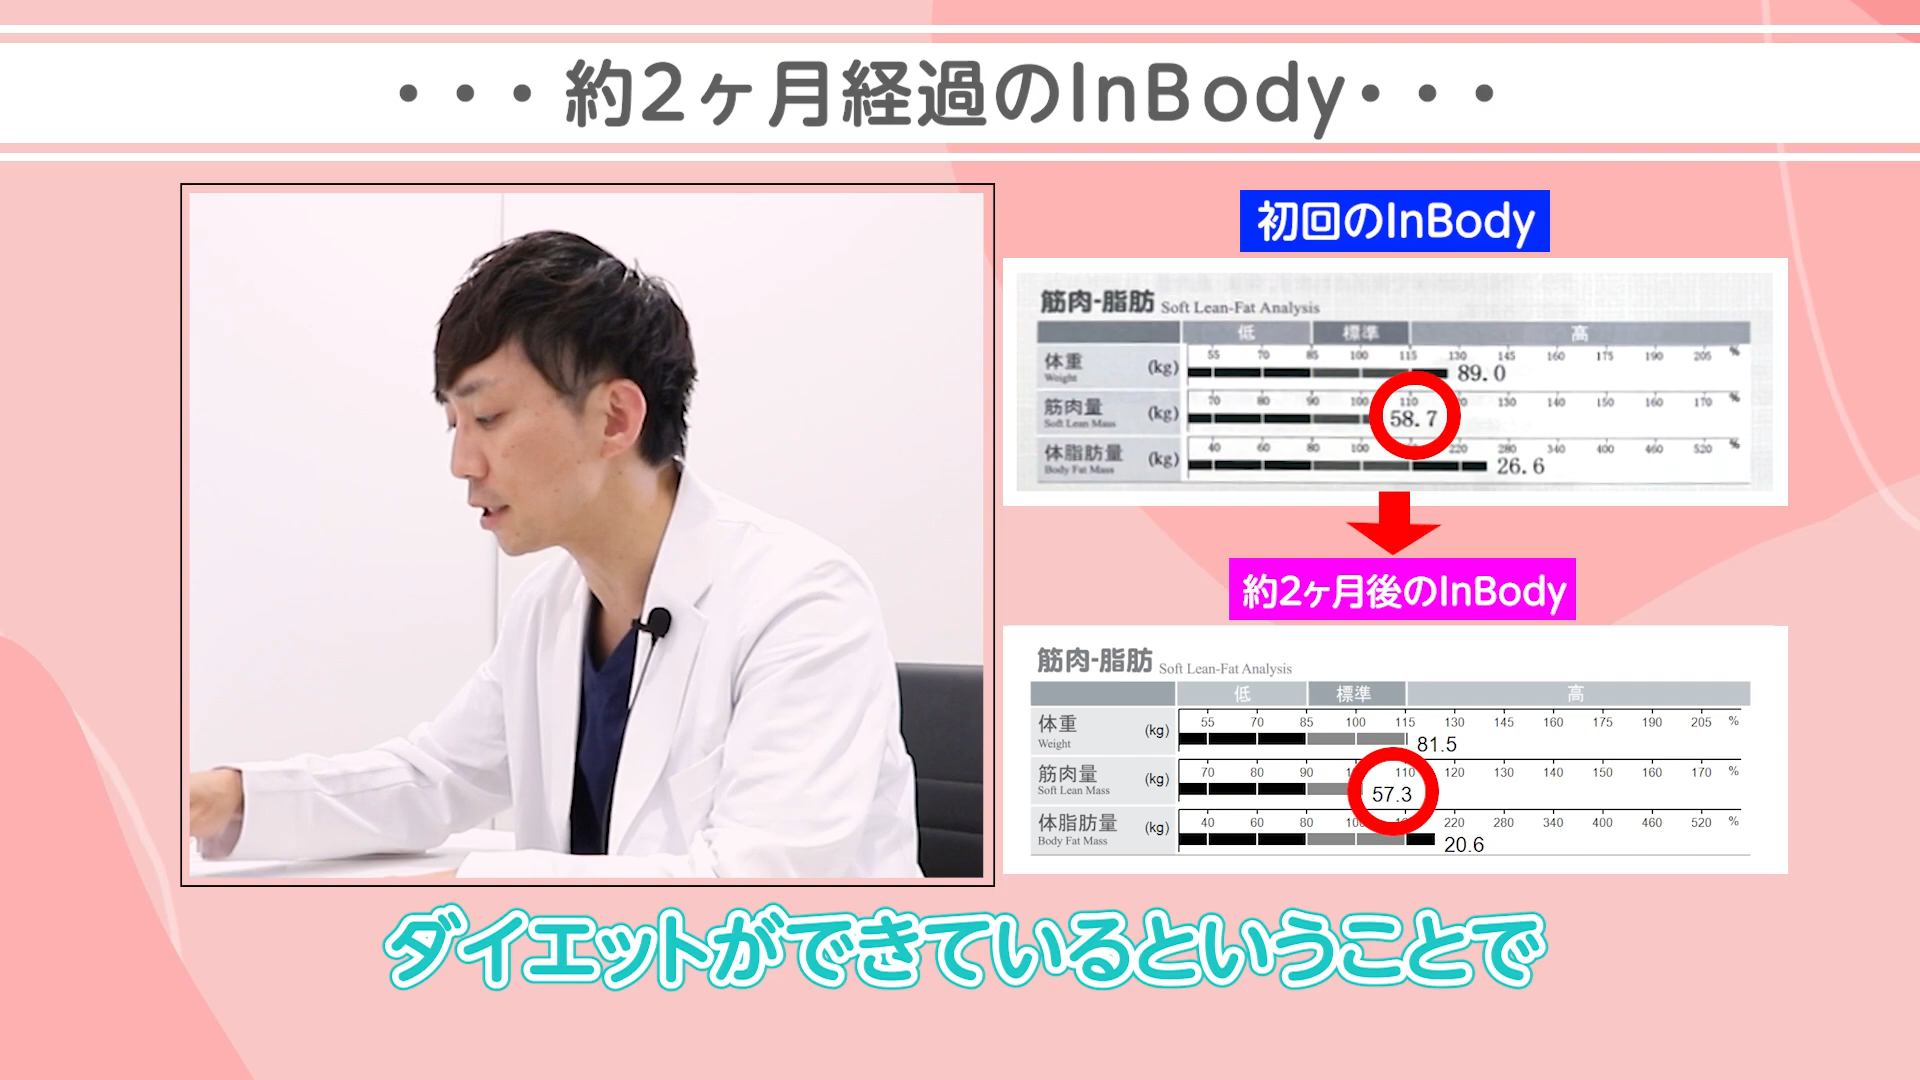 ・・・約2ヶ月経過のInBody・・・
初回のInBody
筋肉-脂肪 Soft Lean-Fat Analysis
低 標準 高
体重 (kg) 55 70 85 100 115 130 145 160 175 190 205 %
Weight 89.0
筋肉量 (kg) 70 80 90 100 110 130 140 150 160 170 %
Soft Lean Mass 58.7
体脂肪量 (kg) 40 60 80 100 220 280 340 400 460 520 %
Body Fat Mass 26.6
約2ヶ月後のInBody
筋肉-脂肪 Soft Lean-Fat Analysis
低 標準 高
体重 (kg) 55 70 85 100 115 130 145 160 175 190 205 %
Weight 81.5
筋肉量 (kg) 70 80 90 110 120 130 140 150 160 170 %
Soft Lean Mass 57.3
体脂肪量 (kg) 40 60 80 220 280 340 400 460 520 %
Body Fat Mass 20.6
ダイエットができているということで